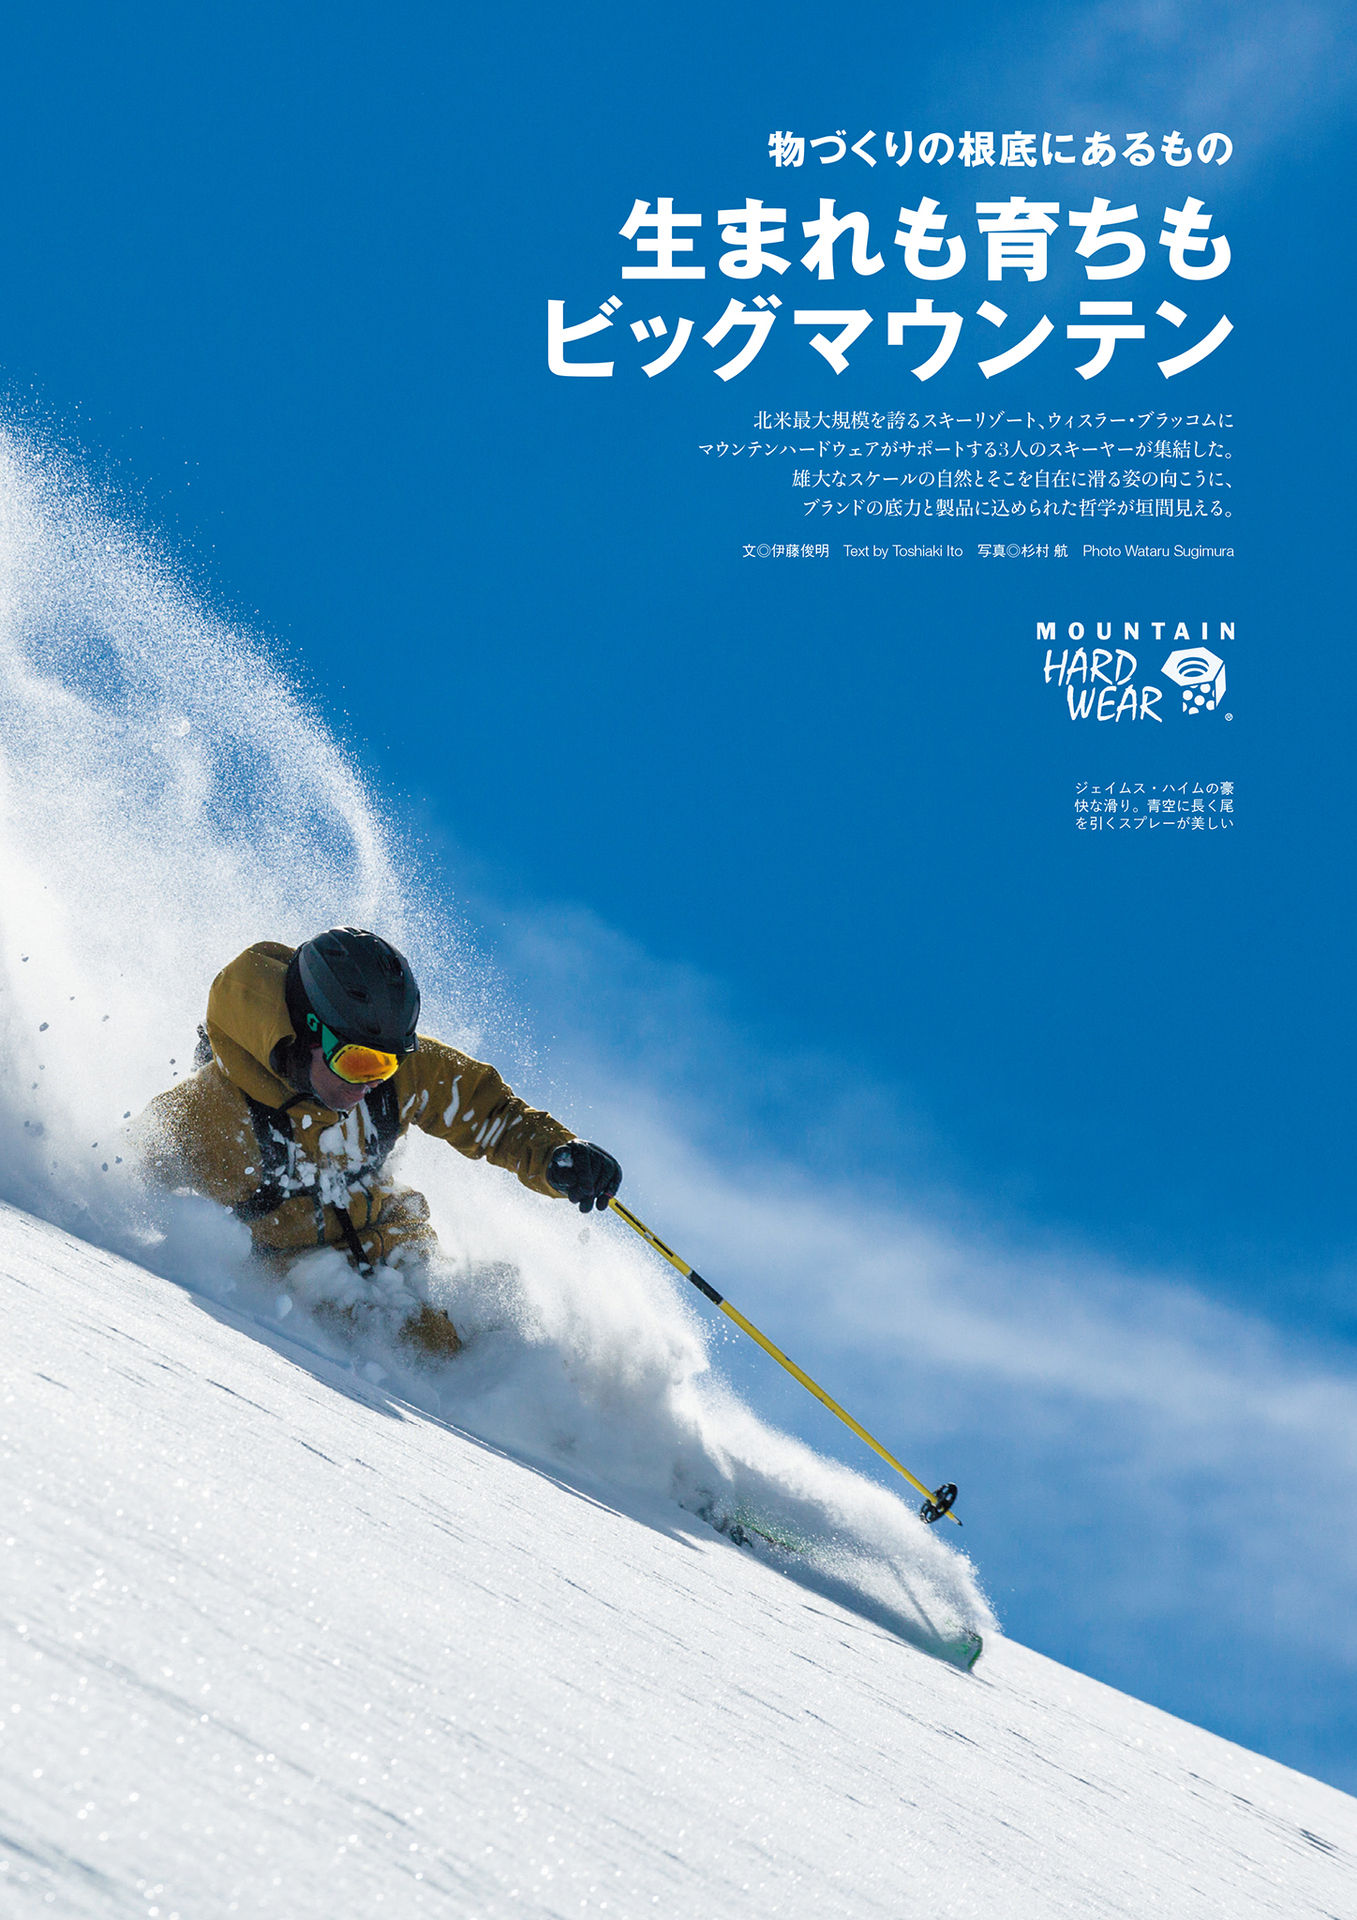 物づくりの根底にあるもの
生まれも育ちも
ビッグマウンテン
北米最大規模を誇るスキーリゾート、ウィスラー・ブラッコムに
マウンテンハードウェアがサポートする3人のスキーヤーが集結した。
雄大なスケールの自然とそこを自在に滑る姿の向こうに、
ブランドの底力と製品に込められた哲学が垣間見える。
文◎伊藤俊明 Text by Toshiaki Ito 写真◎杉村 航 Photo Wataru Sugimura
MOUNTAIN
HARD
WEAR
®
ジェイムス・ハイムの豪
快な滑り。青空に長く尾
を引くスプレーが美しい